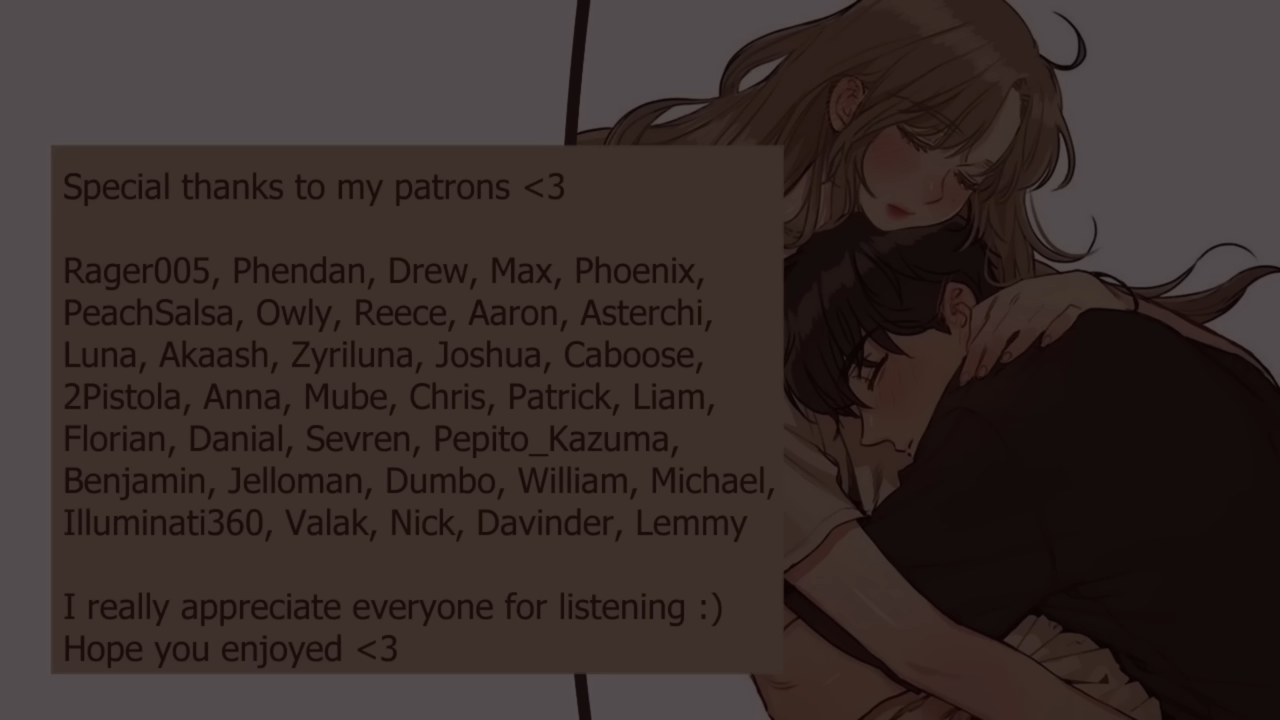 Special thanks to my patrons <3
Rager005, Phendan, Drew, Max, Phoenix,
PeachSalsa, Owly, Reece, Aaron, Asterchi,
Luna, Akaash, Zyriluna, Joshua, Caboose,
2Pistola, Anna, Mube, Chris, Patrick, Liam,
Florian, Danial, Sevren, Pepito_Kazuma,
Benjamin, Jelloman, Dumbo, William, Michael,
Illuminati360, Valak, Nick, Davinder, Lemmy
I really appreciate everyone for listening :)
Hope you enjoyed <3